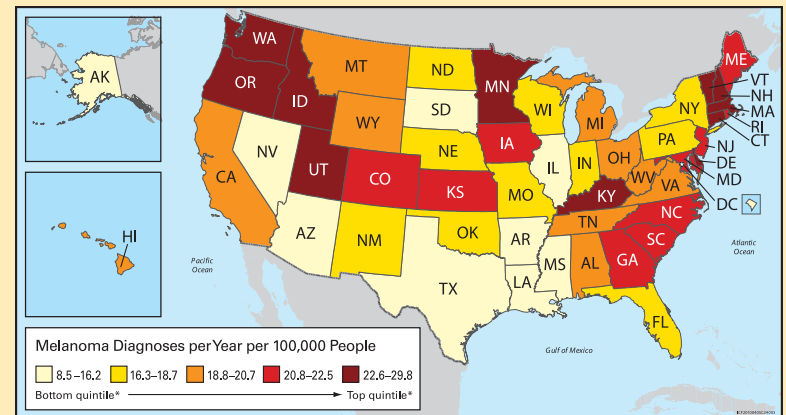 AK
HI
WA
OR
ID
MT
ND
MN
WY
SD
WI
MI
NV
UT
CO
NE
IA
IL
IN
OH
PA
NY
ME
VT
NH
MA
RI
CT
NJ
DE
MD
DC
CA
AZ
NM
KS
MO
KY
WV
VA
OK
AR
TN
NC
SC
TX
LA
MS
AL
GA
FL
Pacific
Ocean
Atlantic
Ocean
Gulf of Mexico
Melanoma Diagnoses per Year per 100,000 People
8.5–16.2 16.3–18.7 18.8–20.7 20.8–22.5 22.6–29.8
Bottom quintile* Top quintile*